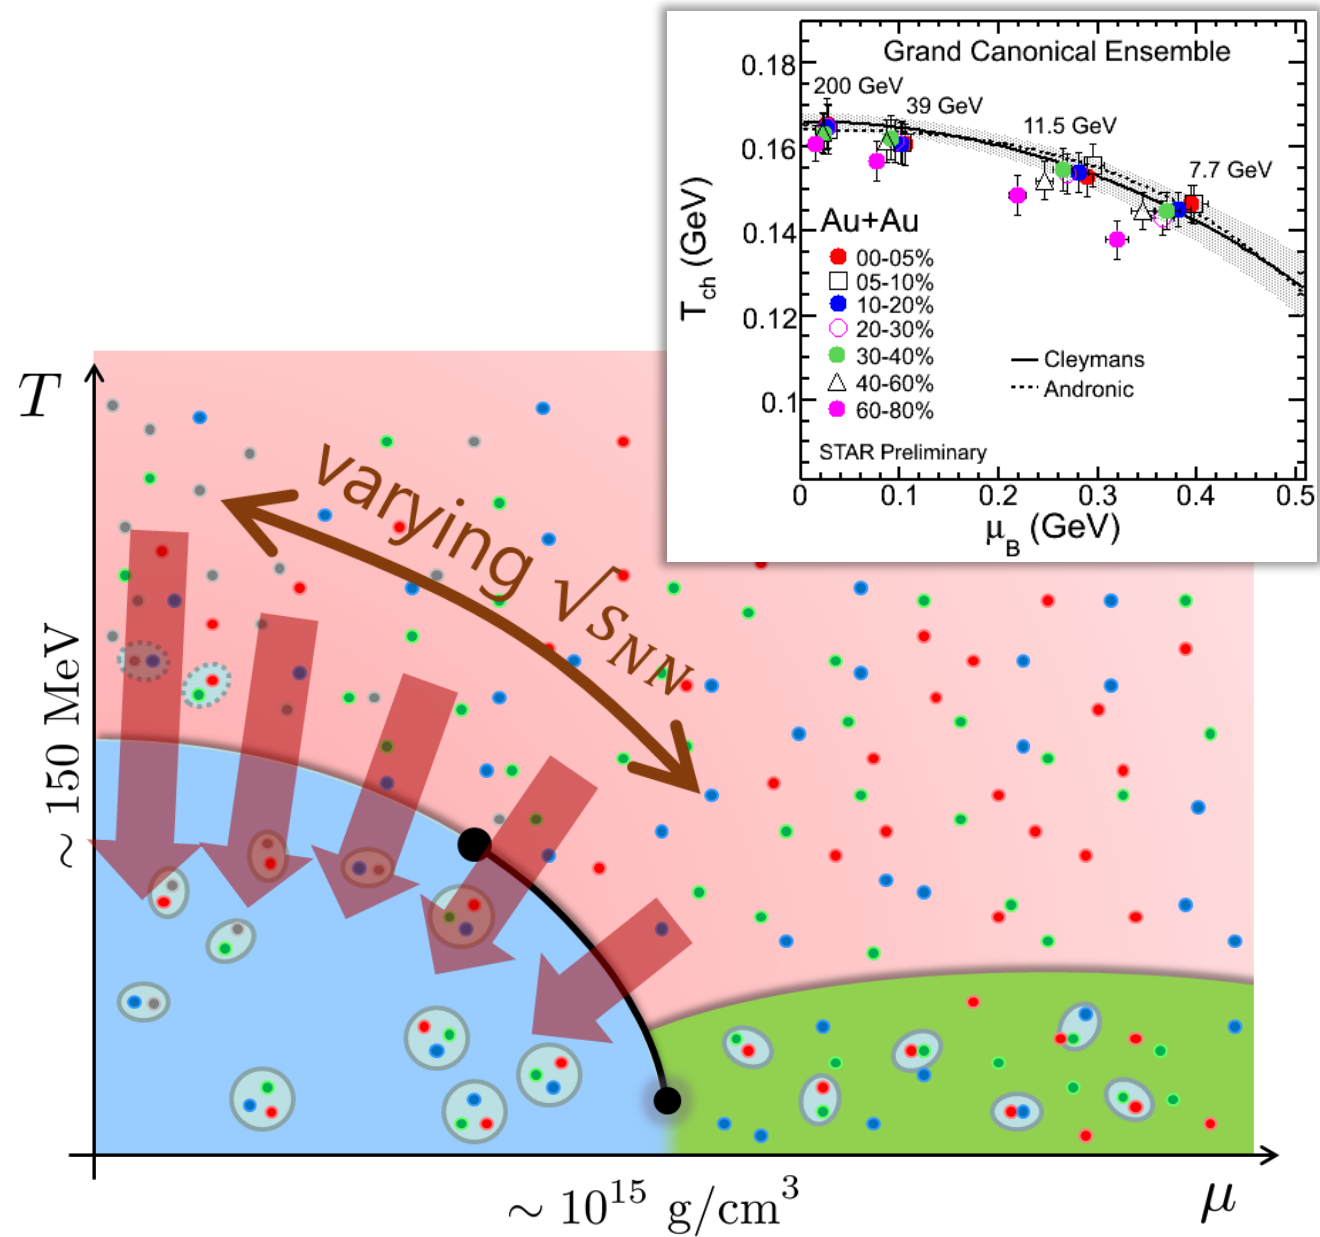 Grand Canonical Ensemble
0.18
0.16
0.14
0.12
0.1
T_ch (GeV)
200 GeV
39 GeV
11.5 GeV
7.7 GeV
Au+Au
00-05%
05-10%
10-20%
20-30%
30-40%
40-60%
60-80%
Cleymans
Andronic
STAR Preliminary
0 0.1 0.2 0.3 0.4 0.5
μ_B (GeV)
T
varying √s_NN
~ 150 MeV
~ 10^15 g/cm^3
μ